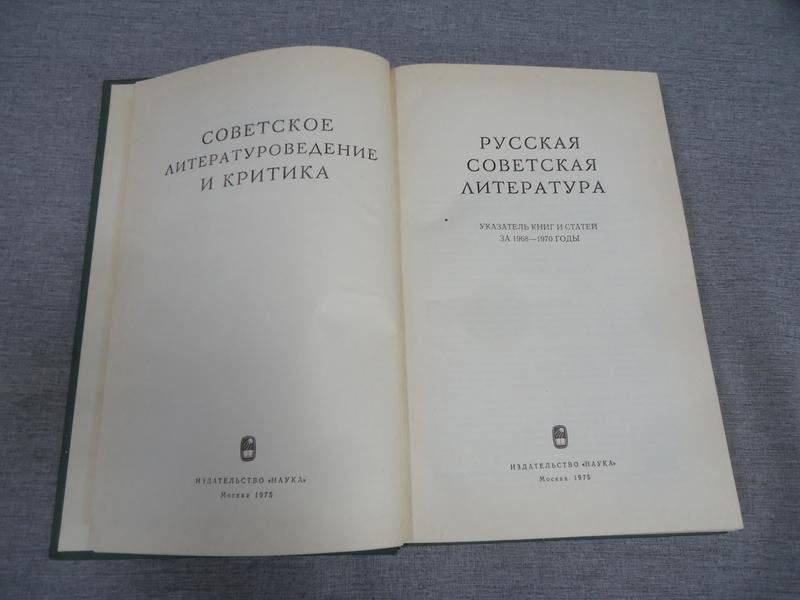 СОВЕТСКОЕ
ЛИТЕРАТУРОВЕДЕНИЕ
И КРИТИКА
ИЗДАТЕЛЬСТВО «НАУКА»
Москва 1975
РУССКАЯ
СОВЕТСКАЯ
ЛИТЕРАТУРА
УКАЗАТЕЛЬ КНИГ И СТАТЕЙ
ЗА 1968—1970 ГОДЫ
ИЗДАТЕЛЬСТВО «НАУКА»
Москва 1975